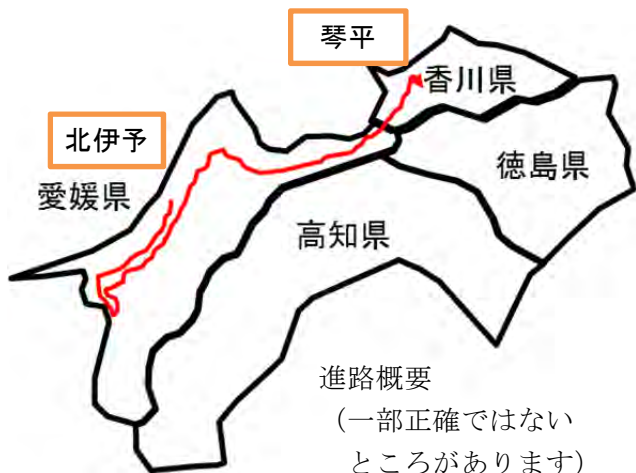 琴平
香川県
北伊予
徳島県
愛媛県
高知県
進路概要
（一部正確ではない
ところがあります）